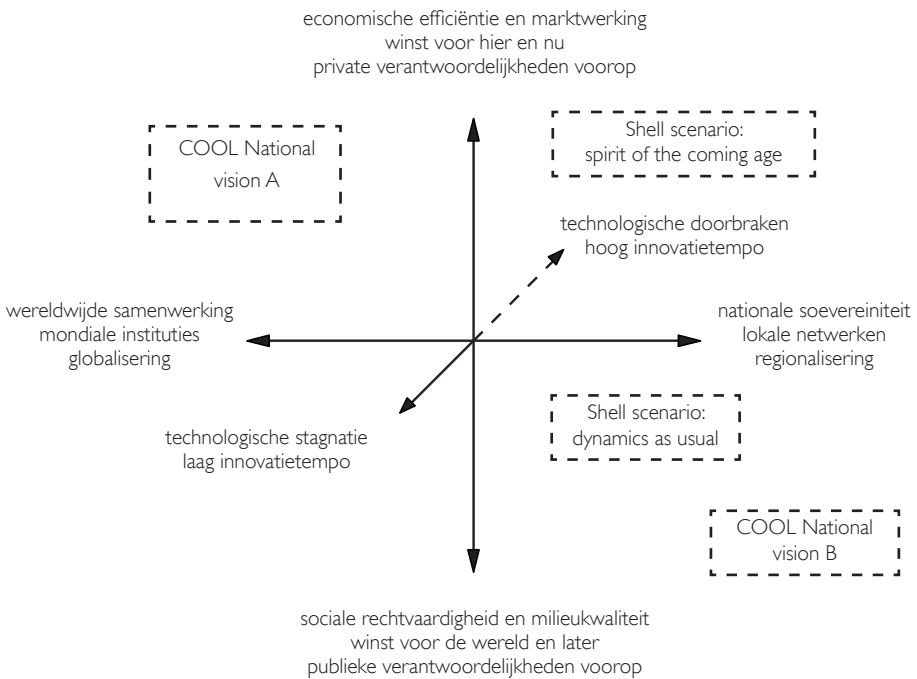 economische efficiëntie en marktwerking
winst voor hier en nu
private verantwoordelijkheden voorop
COOL National
vision A
Shell scenario:
spirit of the coming age
technologische doorbraken
hoog innovatietempo
wereldwijde samenwerking
mondiale instituties
globalisering
nationale soevereiniteit
lokale netwerken
regionalisering
technologische stagnatie
laag innovatietempo
Shell scenario:
dynamics as usual
COOL National
vision B
sociale rechtvaardigheid en milieukwaliteit
winst voor de wereld en later
publieke verantwoordelijkheden voorop